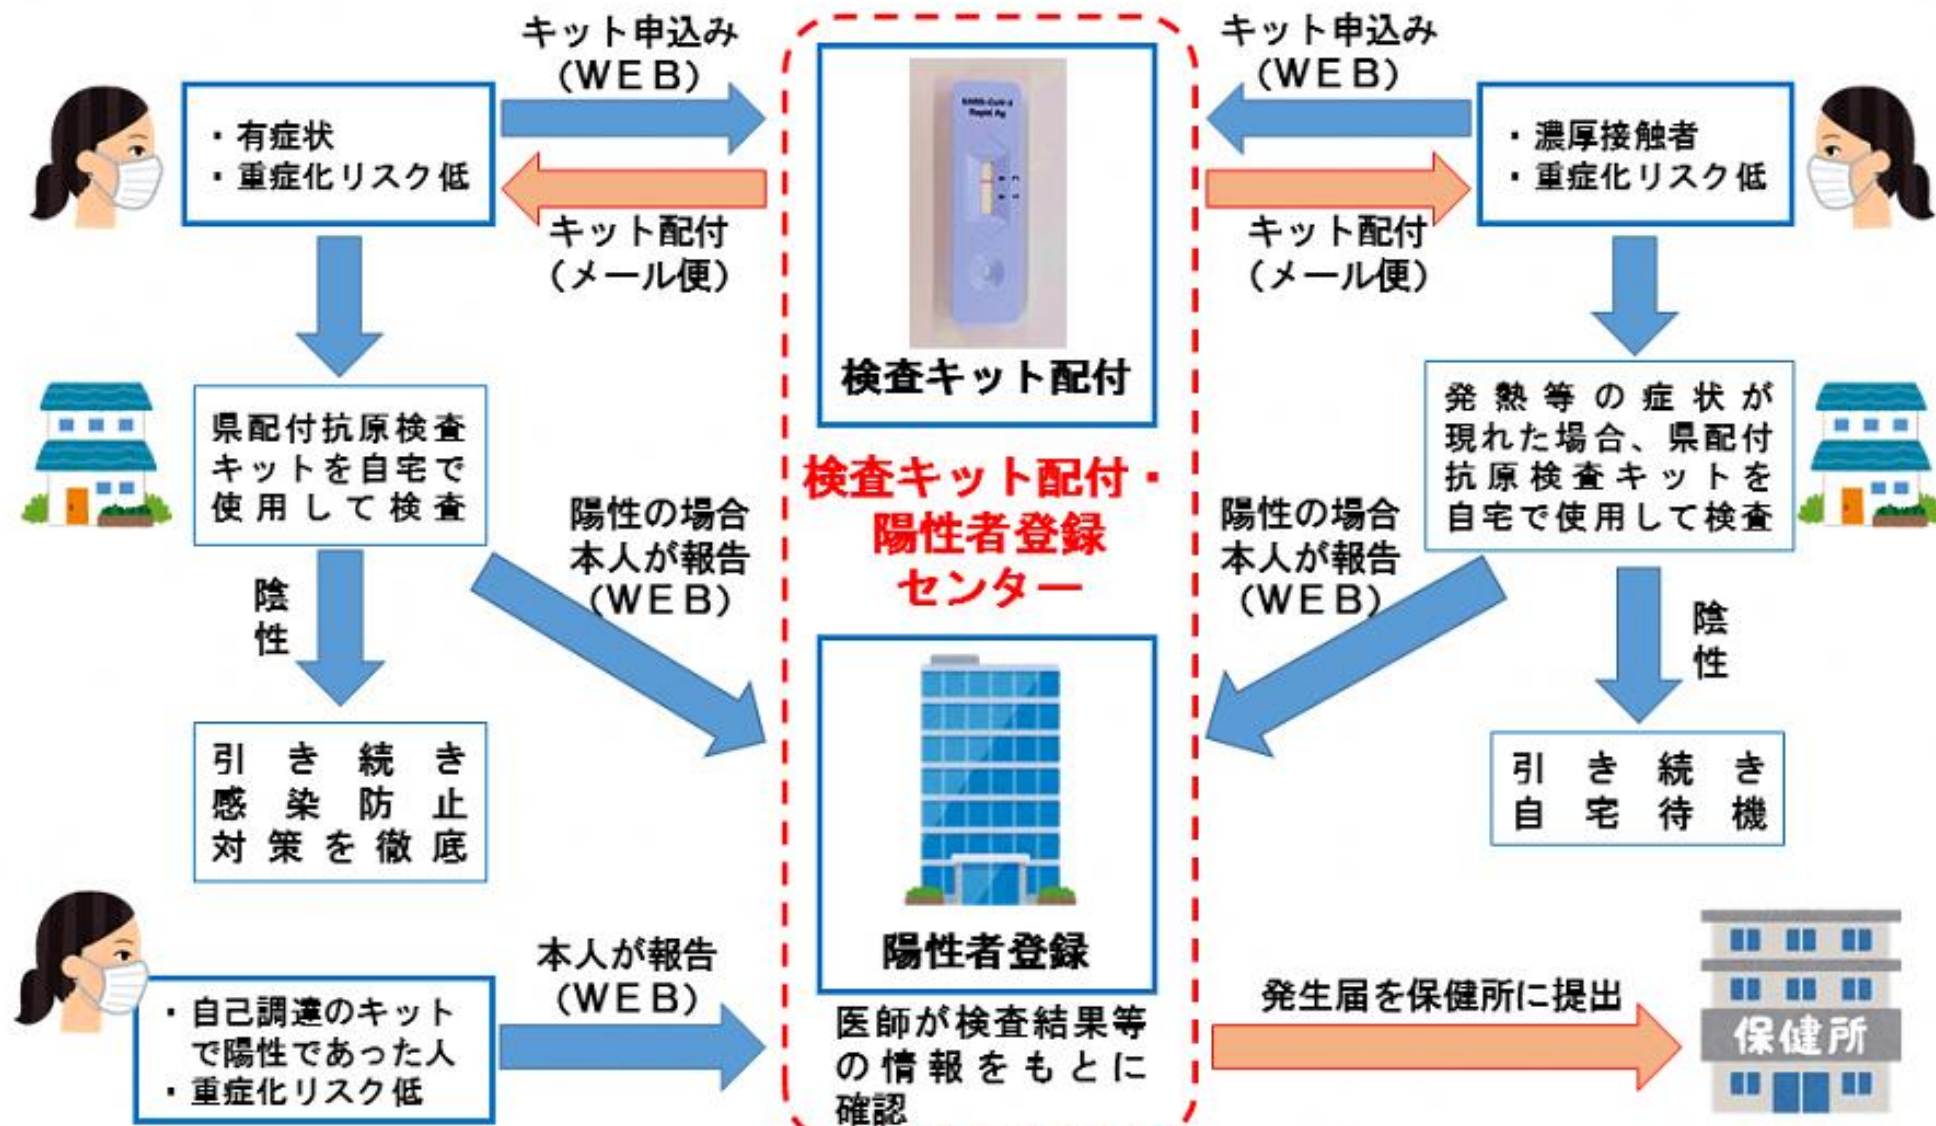 キット申込み
（ＷＥＢ）
・有症状
・重症化リスク低
キット配付
（メール便）
SARS-CoV-2
Rapid Ag
検査キット配付
キット申込み
（ＷＥＢ）
・濃厚接触者
・重症化リスク低
キット配付
（メール便）
県配付抗原検査
キットを自宅で
使用して検査
陽性の場合
本人が報告
（ＷＥＢ）
検査キット配付・
陽性者登録
センター
陽性の場合
本人が報告
（ＷＥＢ）
発熱等の症状が
現れた場合、県配付
抗原検査キットを
自宅で使用して検査
陰
性
陰
性
引き続き
感染防止
対策を徹底
引き続き
自宅待機
陽性者登録
医師が検査結果等
の情報をもとに
確認
・自己調達のキット
で陽性であった人
・重症化リスク低
本人が報告
（ＷＥＢ）
発生届を保健所に提出
保健所